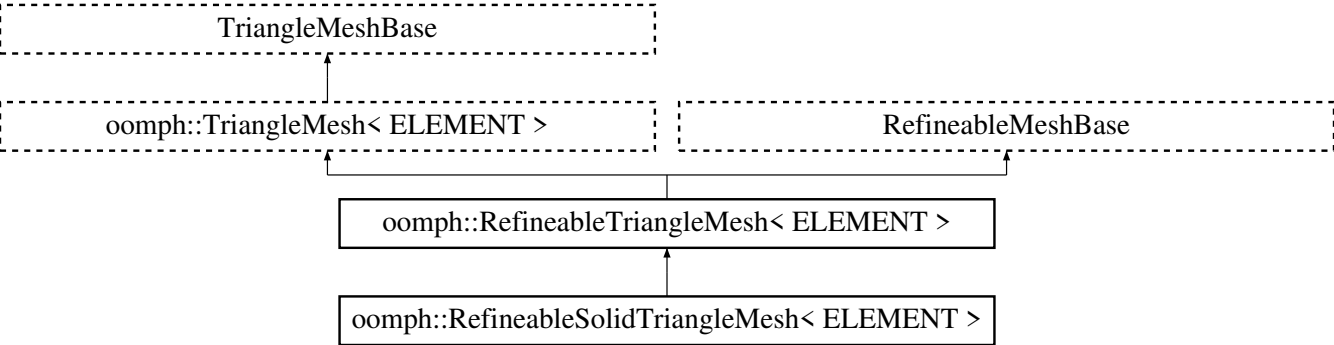 TriangleMeshBase
oomph::TriangleMesh< ELEMENT >
RefineableMeshBase
oomph::RefineableTriangleMesh< ELEMENT >
oomph::RefineableSolidTriangleMesh< ELEMENT >